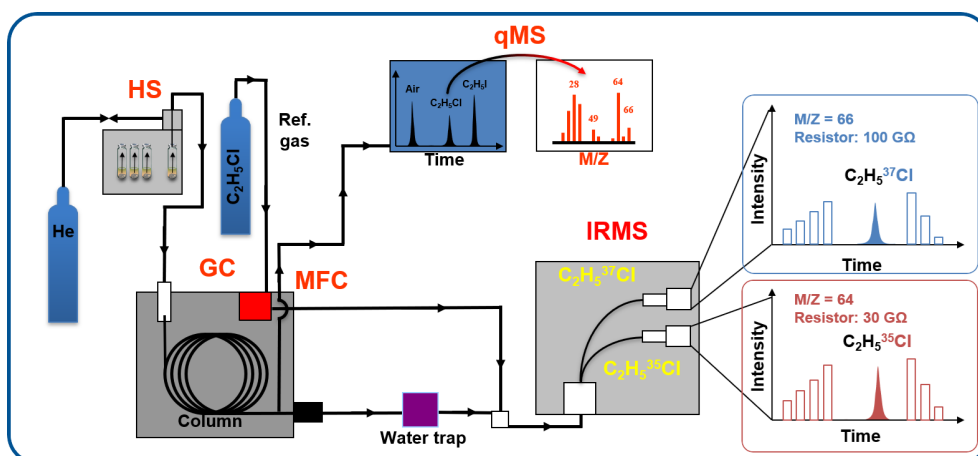 qMS
HS
Air
C₂H₅Cl
C₂H₅I
Time
28
49
64
66
M/Z
He
C₂H₅Cl
Ref.
gas
GC
MFC
Column
Water trap
IRMS
C₂H₅³⁷Cl
C₂H₅³⁵Cl
M/Z = 66
Resistor: 100 GΩ
C₂H₅³⁷Cl
Intensity
Time
M/Z = 64
Resistor: 30 GΩ
C₂H₅³⁵Cl
Intensity
Time